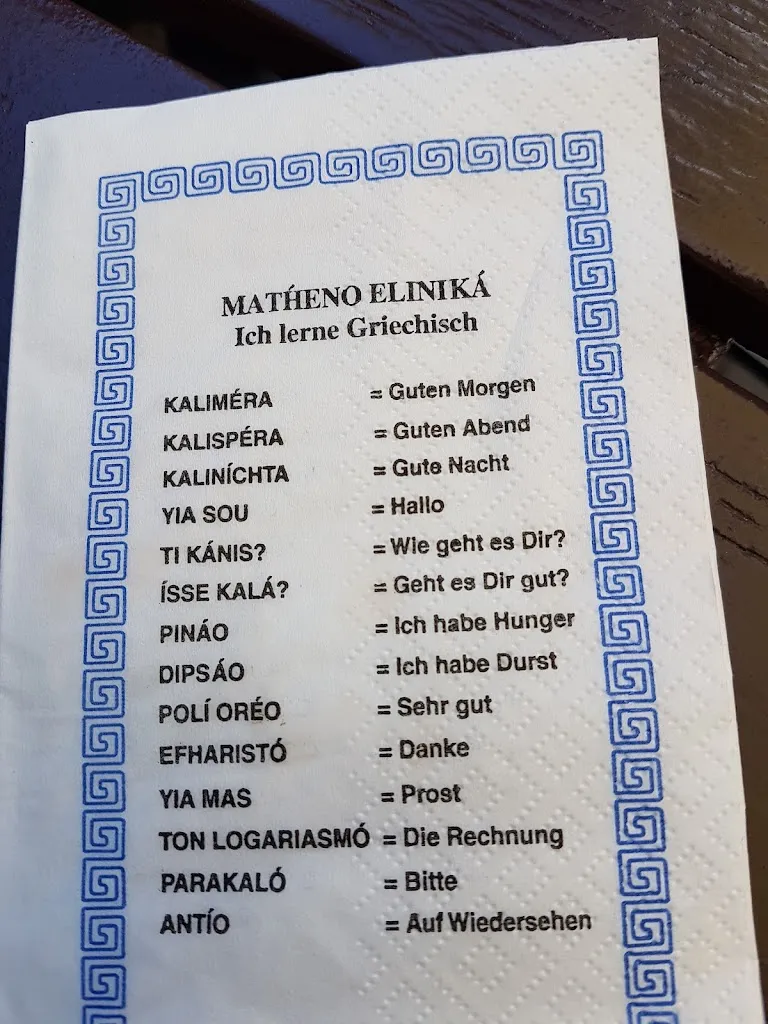 MATH́ENO ELINIKÁ
Ich lerne Griechisch
KALIMÉRA = Guten Morgen
KALISPÉRA = Guten Abend
KALINÍCHTA = Gute Nacht
YIA SOU = Hallo
TI KÁNIS? = Wie geht es Dir?
ÍSSE KALÁ? = Geht es Dir gut?
PINÁO = Ich habe Hunger
DIPSÁO = Ich habe Durst
POLÍ ORÉO = Sehr gut
EFHARISTÓ = Danke
YIA MAS = Prost
TON LOGARIASMÓ = Die Rechnung
PARAKALÓ = Bitte
ANTÍO = Auf Wiedersehen